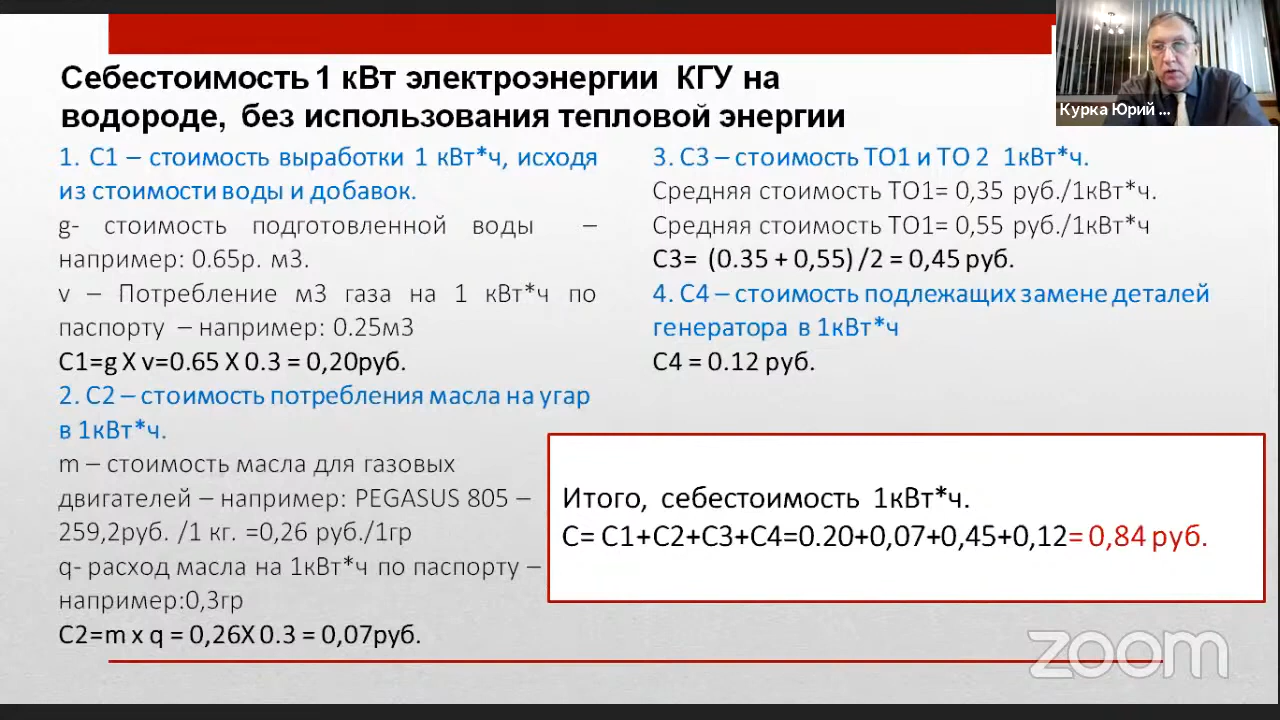 Себестоимость 1 кВт электроэнергии КГУ на
водороде, без использования тепловой энергии
Курка Юрий ...
1. С1 – стоимость выработки 1 кВт*ч, исходя
из стоимости воды и добавок.
g- стоимость подготовленной воды –
например: 0.65р. м3.
v – Потребление м3 газа на 1 кВт*ч по
паспорту – например: 0.25м3
С1=g X v=0.65 X 0.3 = 0,20руб.
2. С2 – стоимость потребления масла на угар
в 1кВт*ч.
m – стоимость масла для газовых
двигателей – например: PEGASUS 805 –
259,2руб. /1 кг. =0,26 руб./1гр
q- расход масла на 1кВт*ч по паспорту –
например:0,3гр
С2=m x q = 0,26X 0.3 = 0,07руб.
3. С3 – стоимость ТО1 и ТО 2 1кВт*ч.
Средняя стоимость ТО1= 0,35 руб./1кВт*ч.
Средняя стоимость ТО1= 0,55 руб./1кВт*ч
С3= (0.35 + 0,55) /2 = 0,45 руб.
4. С4 – стоимость подлежащих замене деталей
генератора в 1кВт*ч
С4 = 0.12 руб.
Итого, себестоимость 1кВт*ч.
С= С1+С2+С3+С4=0.20+0,07+0,45+0,12= 0,84 руб.
zoom